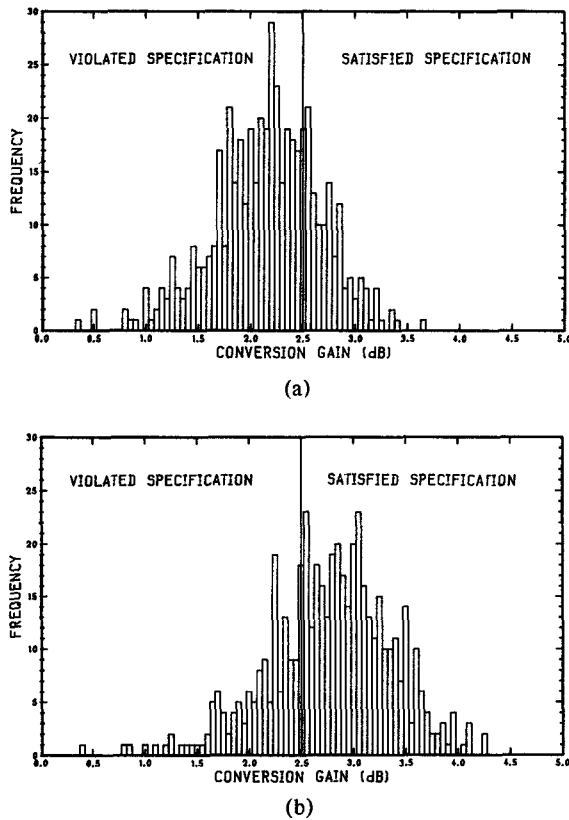 30
25
20
15
10
5
0
FREQUENCY
VIOLATED SPECIFICATION
SATISFIED SPECIFICATION
0.0 0.5 1.0 1.5 2.0 2.5 3.0 3.5 4.0 4.5 5.0
CONVERSION GAIN (dB)
(a)
30
25
20
15
10
5
0
FREQUENCY
VIOLATED SPECIFICATION
SATISFIED SPECIFICATION
0.0 0.5 1.0 1.5 2.0 2.5 3.0 3.5 4.0 4.5 5.0
CONVERSION GAIN (dB)
(b)